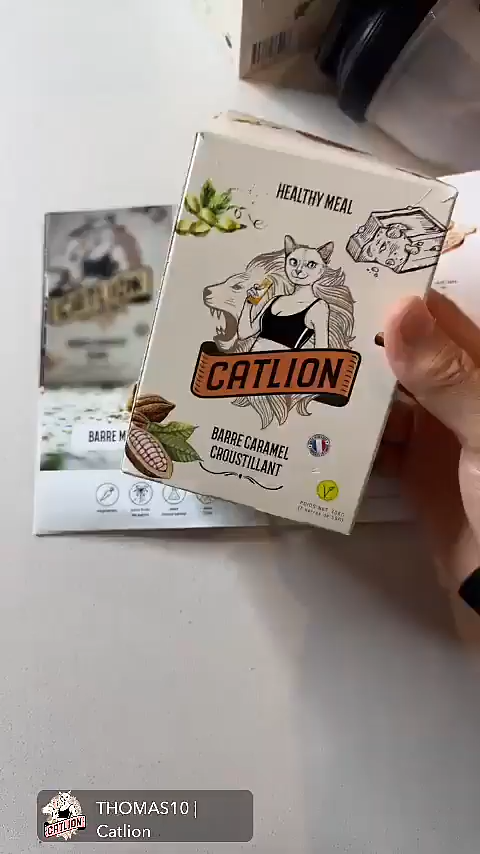 HEALTHY MEAL
CATLION
BARRE CARAMEL
CROUSTILLANT
CATLION
BARRE
THOMAS10 |
Catlion
CATLION